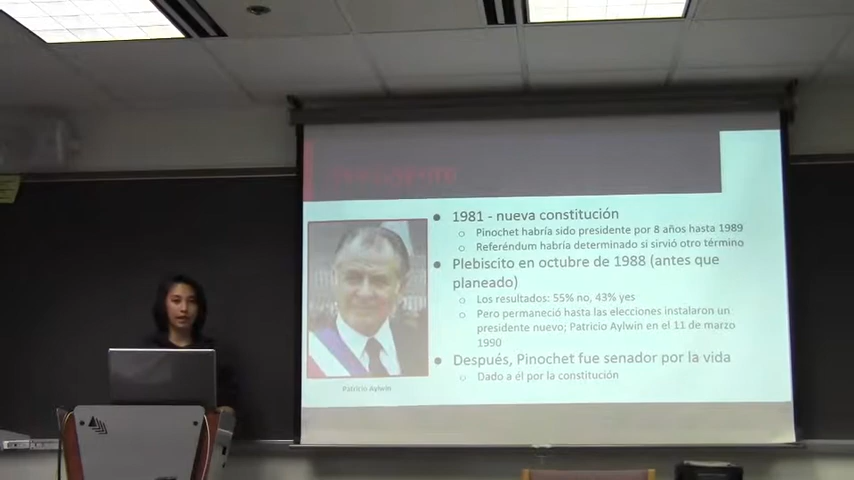 1981 - nueva constitución
Pinochet habría sido presidente por 8 años hasta 1989
Referéndum habría determinado si sirvió otro término
Plebiscito en octubre de 1988 (antes que
planeado)
Los resultados: 55% no, 43% yes
Pero permaneció hasta las elecciones instalaron un
presidente nuevo; Patricio Aylwin en el 11 de marzo
1990
Después, Pinochet fue senador por la vida
Dado a él por la constitución
Patricio Aylwin